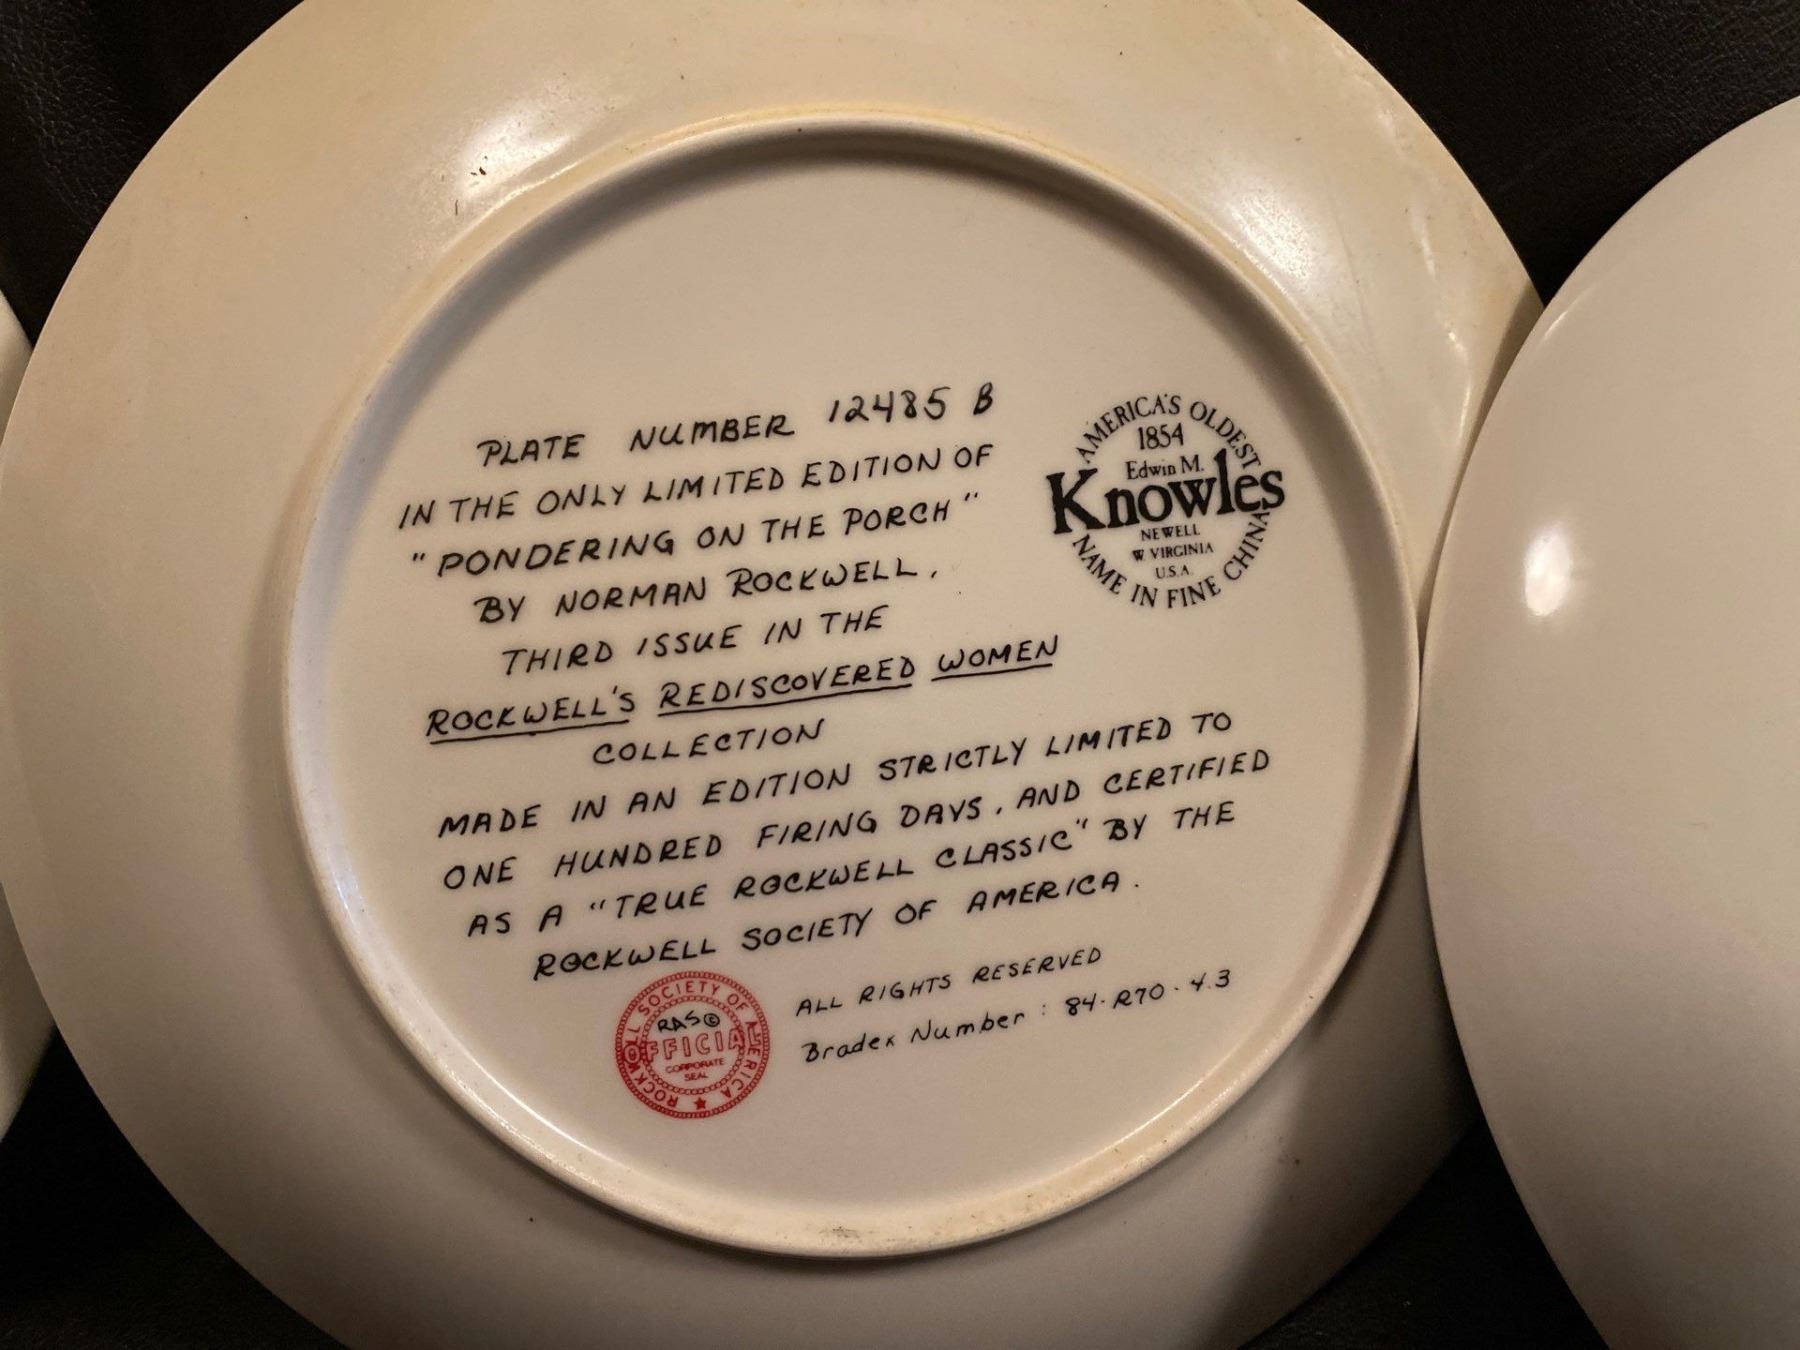 PLATE NUMBER 12485 B
IN THE ONLY LIMITED EDITION OF
"PONDERING ON THE PORCH"
BY NORMAN ROCKWELL,
THIRD ISSUE IN THE
ROCKWELL'S REDISCOVERED WOMEN
COLLECTION
MADE IN AN EDITION STRICTLY LIMITED TO
ONE HUNDRED FIRING DAYS, AND CERTIFIED
AS A "TRUE ROCKWELL CLASSIC" BY THE
ROCKWELL SOCIETY OF AMERICA.
AMERICA'S OLDEST
1854
Edwin M.
Knowles
NEWELL
W VIRGINIA
U.S.A.
NAME IN FINE CHINA
ROCKWELL SOCIETY OF AMERICA
RAS©
OFFICIAL
CORPORATE
SEAL
ALL RIGHTS RESERVED
Bradex Number: 84-R70-4.3